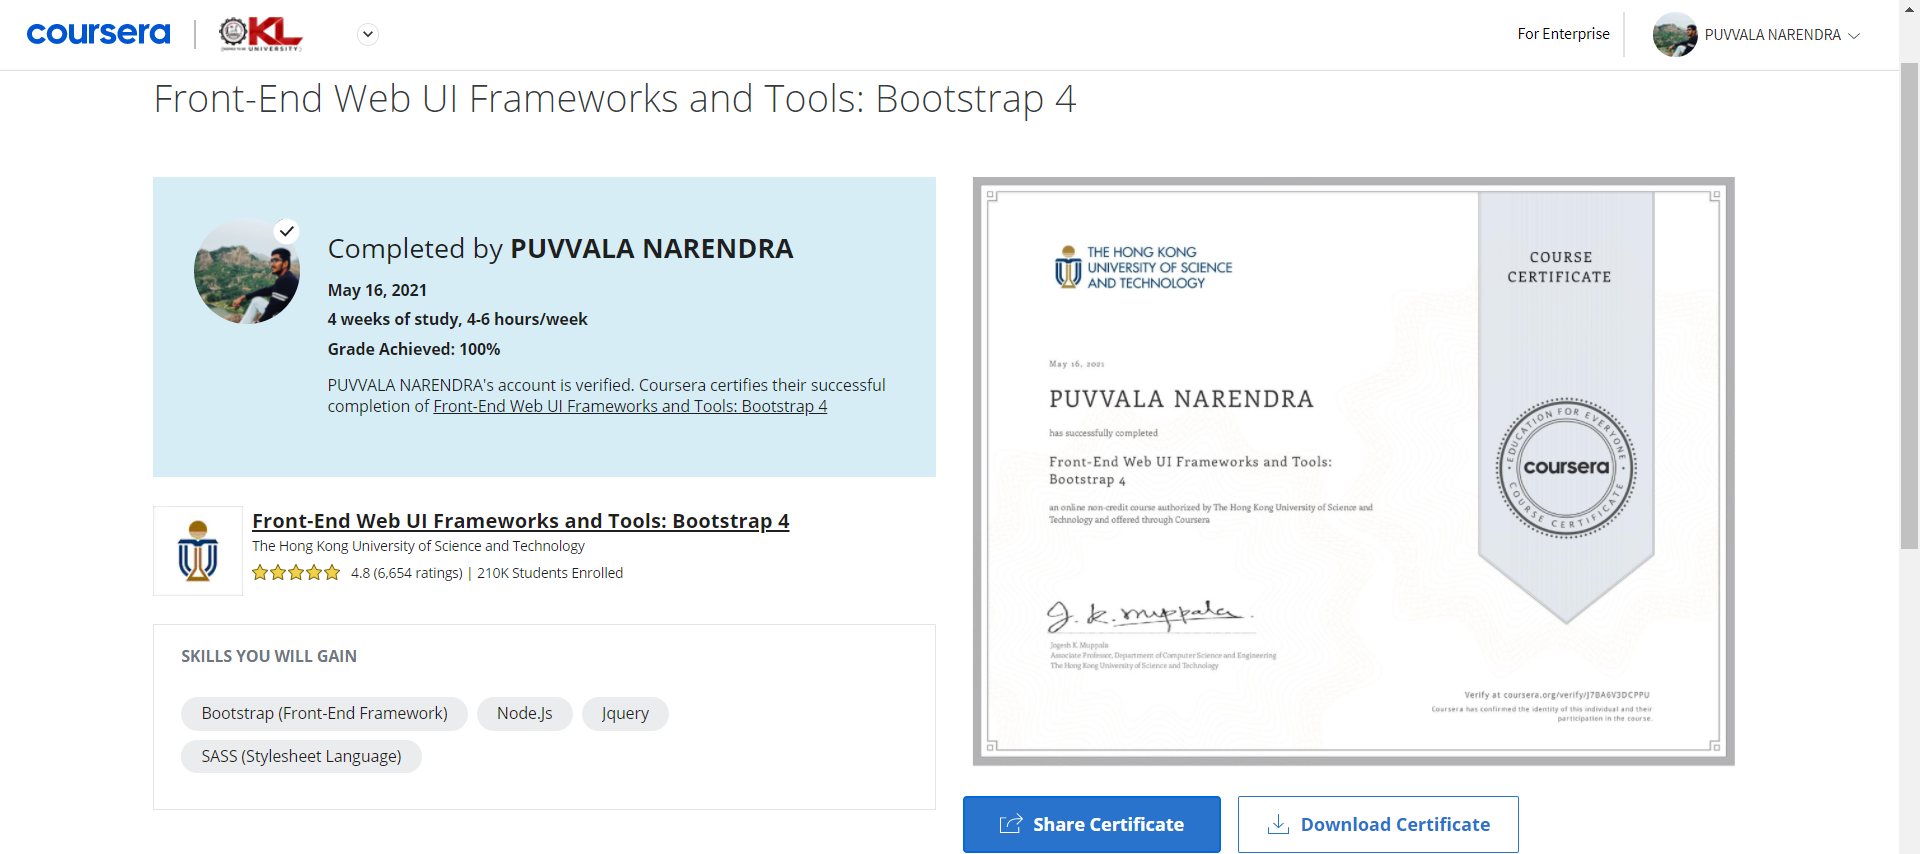 coursera
KL
UNIVERSITY
For Enterprise
PUVVALA NARENDRA
Front-End Web UI Frameworks and Tools: Bootstrap 4
Completed by PUVVALA NARENDRA
May 16, 2021
4 weeks of study, 4-6 hours/week
Grade Achieved: 100%
PUVVALA NARENDRA's account is verified. Coursera certifies their successful
completion of Front-End Web UI Frameworks and Tools: Bootstrap 4
Front-End Web UI Frameworks and Tools: Bootstrap 4
The Hong Kong University of Science and Technology
4.8 (6,654 ratings) | 210K Students Enrolled
SKILLS YOU WILL GAIN
Bootstrap (Front-End Framework)
Node.Js
Jquery
SASS (Stylesheet Language)
THE HONG KONG
UNIVERSITY OF SCIENCE
AND TECHNOLOGY
May 16, 2021
PUVVALA NARENDRA
has successfully completed
Front-End Web UI Frameworks and Tools:
Bootstrap 4
an online non-credit course authorized by The Hong Kong University of Science and
Technology and offered through Coursera
J. K. Muppala
Jogesh K. Muppala
Associate Professor, Department of Computer Science and Engineering
The Hong Kong University of Science and Technology
COURSE
CERTIFICATE
EDUCATION FOR EVERYONE
coursera
COURSE CERTIFICATE
Verify at coursera.org/verify/J7BA6V3DCPPU
Coursera has confirmed the identity of this individual and their
participation in the course.
Share Certificate
Download Certificate